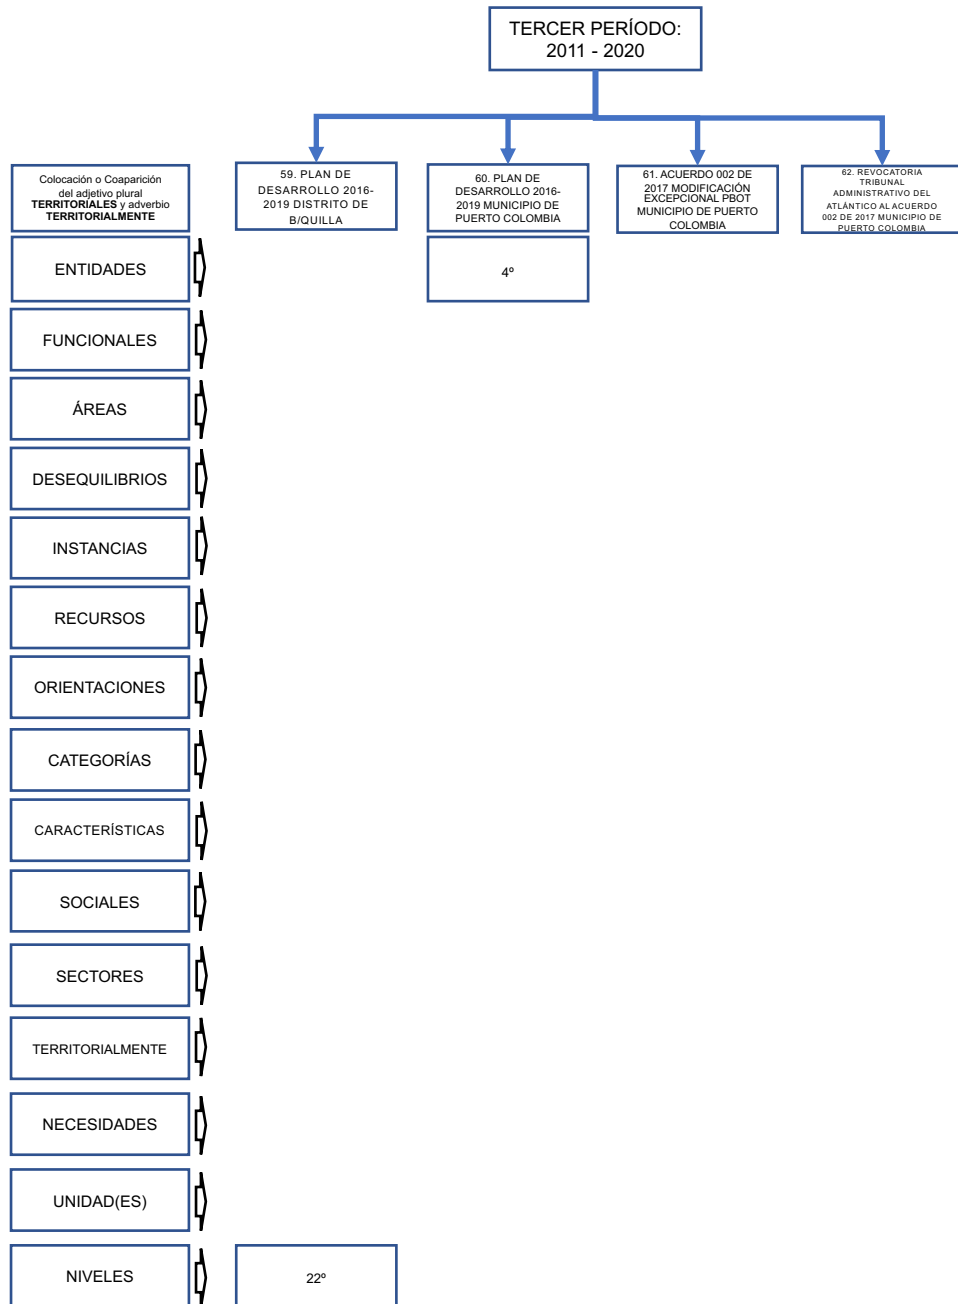 TERCER PERÍODO:
2011 - 2020
Colocación o Coaparición
del adjetivo plural
TERRITORIALES y adverbio
TERRITORIALMENTE
59. PLAN DE
DESARROLLO 2016-
2019 DISTRITO DE
B/QUILLA
60. PLAN DE
DESARROLLO 2016-
2019 MUNICIPIO DE
PUERTO COLOMBIA
61. ACUERDO 002 DE
2017 MODIFICACIÓN
EXCEPCIONAL PBOT
MUNICIPIO DE PUERTO
COLOMBIA
62. REVOCATORIA
TRIBUNAL
ADMINISTRATIVO DEL
ATLÁNTICO AL ACUERDO
002 DE 2017 MUNICIPIO DE
PUERTO COLOMBIA
ENTIDADES
4º
FUNCIONALES
ÁREAS
DESEQUILIBRIOS
INSTANCIAS
RECURSOS
ORIENTACIONES
CATEGORÍAS
CARACTERÍSTICAS
SOCIALES
SECTORES
TERRITORIALMENTE
NECESIDADES
UNIDAD(ES)
NIVELES
22º